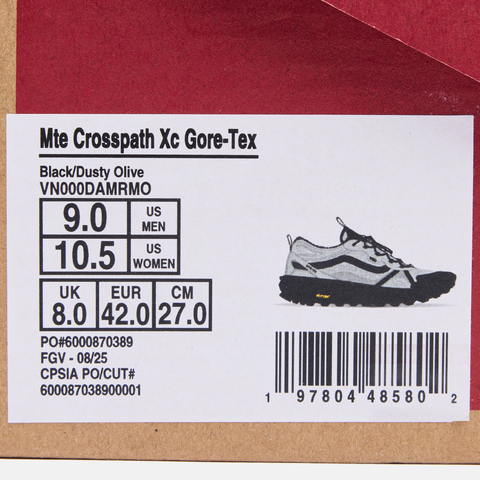 Mte Crosspath Xc Gore-Tex
Black/Dusty Olive
VN000DAMRMO
9.0 US MEN
10.5 US WOMEN
UK EUR CM
8.0 42.0 27.0
PO#6000870389
FGV - 08/25
CPSIA PO/CUT#
600087038900001
1 97804 48580 2